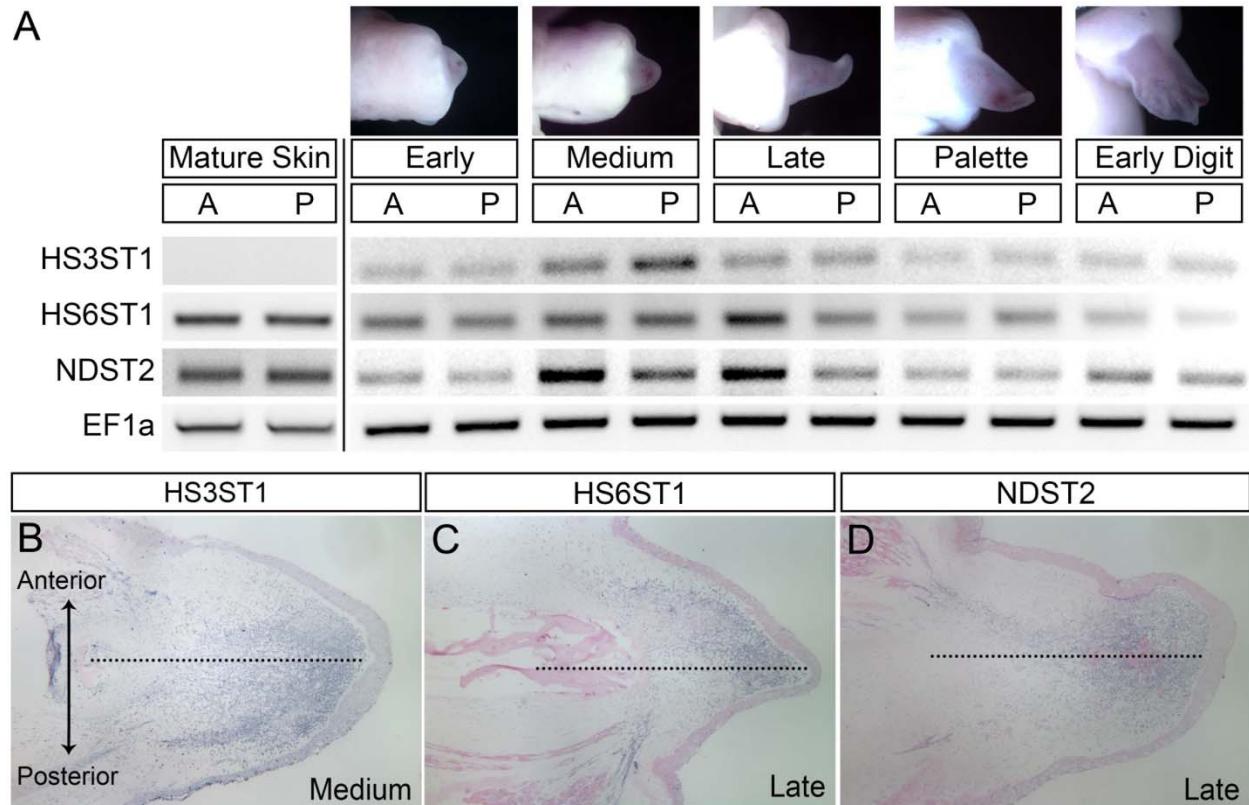 A
Mature Skin Early Medium Late Palette Early Digit
A P A P A P A P A P A P
HS3ST1
HS6ST1
NDST2
EF1a
HS3ST1 HS6ST1 NDST2
B C D
Anterior
Posterior
Medium Late Late